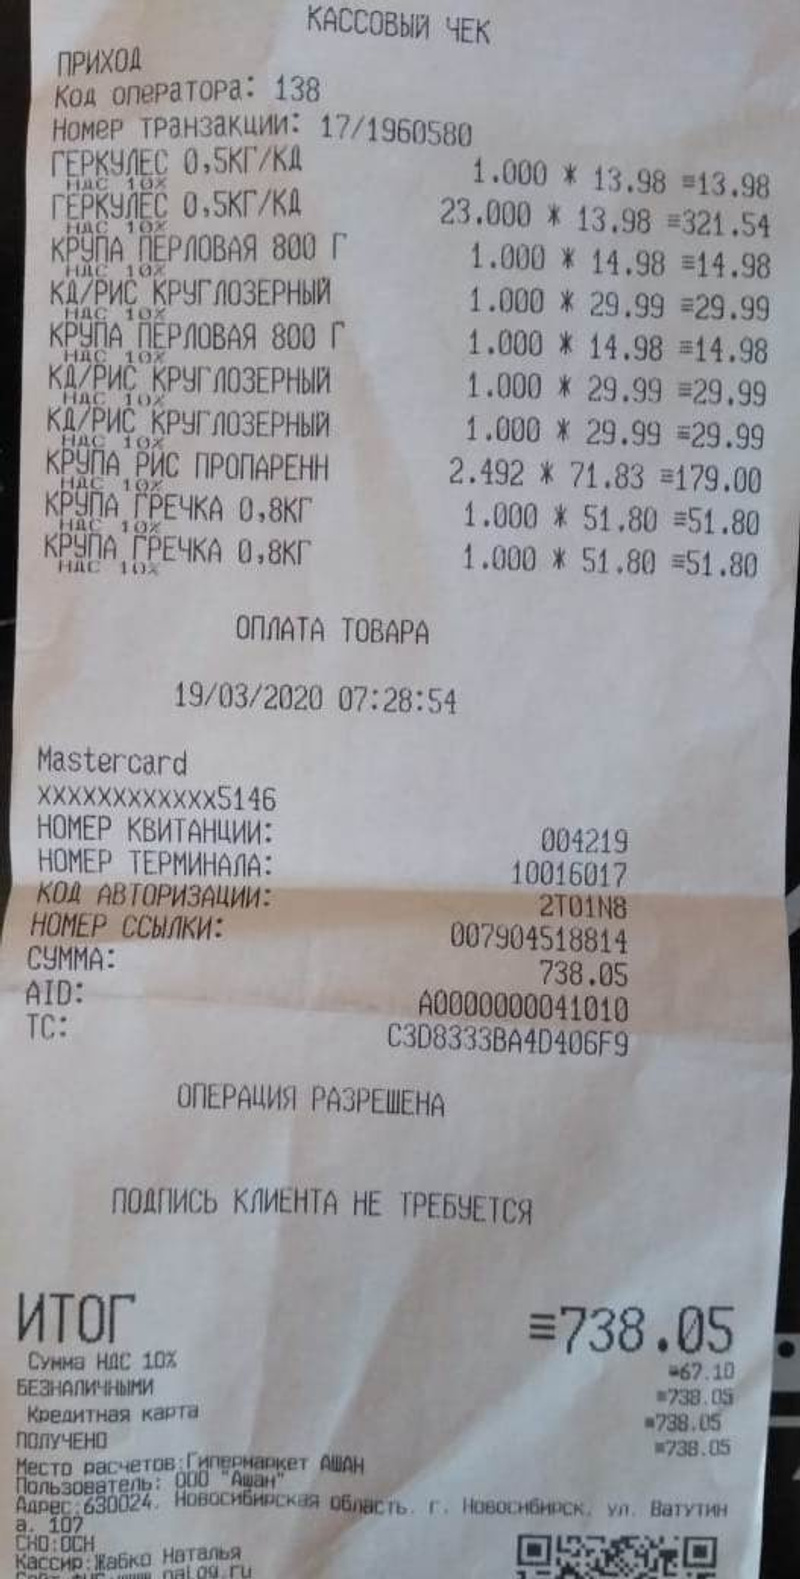 КАССОВЫЙ ЧЕК
ПРИХОД
Код оператора: 138
Номер транзакции: 17/1960580
ГЕРКУЛЕС 0,5КГ/КД 1.000 * 13.98 ≡13.98
НДС 10%
ГЕРКУЛЕС 0,5КГ/КД 23.000 * 13.98 ≡321.54
НДС 10%
КРУПА ПЕРЛОВАЯ 800 Г 1.000 * 14.98 ≡14.98
НДС 10%
КД/РИС КРУГЛОЗЕРНЫЙ 1.000 * 29.99 ≡29.99
НДС 10%
КРУПА ПЕРЛОВАЯ 800 Г 1.000 * 14.98 ≡14.98
НДС 10%
КД/РИС КРУГЛОЗЕРНЫЙ 1.000 * 29.99 ≡29.99
НДС 10%
КД/РИС КРУГЛОЗЕРНЫЙ 1.000 * 29.99 ≡29.99
НДС 10%
КРУПА РИС ПРОПАРЕНН 2.492 * 71.83 ≡179.00
НДС 10%
КРУПА ГРЕЧКА 0,8КГ 1.000 * 51.80 ≡51.80
НДС 10%
КРУПА ГРЕЧКА 0,8КГ 1.000 * 51.80 ≡51.80
НДС 10%
ОПЛАТА ТОВАРА
19/03/2020 07:28:54
Mastercard
XXXXXXXXXXXX5146
НОМЕР КВИТАНЦИИ: 004219
НОМЕР ТЕРМИНАЛА: 10016017
КОД АВТОРИЗАЦИИ: 2T01N8
НОМЕР ССЫЛКИ: 007904518814
СУММА: 738.05
AID: A0000000041010
TC: C3D8333BA4D406F9
ОПЕРАЦИЯ РАЗРЕШЕНА
ПОДПИСЬ КЛИЕНТА НЕ ТРЕБУЕТСЯ
ИТОГ ≡738.05
Сумма НДС 10% ≡67.10
БЕЗНАЛИЧНЫМИ ≡738.05
Кредитная карта ≡738.05
ПОЛУЧЕНО ≡738.05
Место расчетов:Гипермаркет АШАН
Пользователь: ООО "Ашан"
Адрес:630024. Новосибирская Область. г. Новосибирск. ул. Ватутин
а. 107
СНО:ОСН
Кассир:Жабко Наталья
nalog.ru